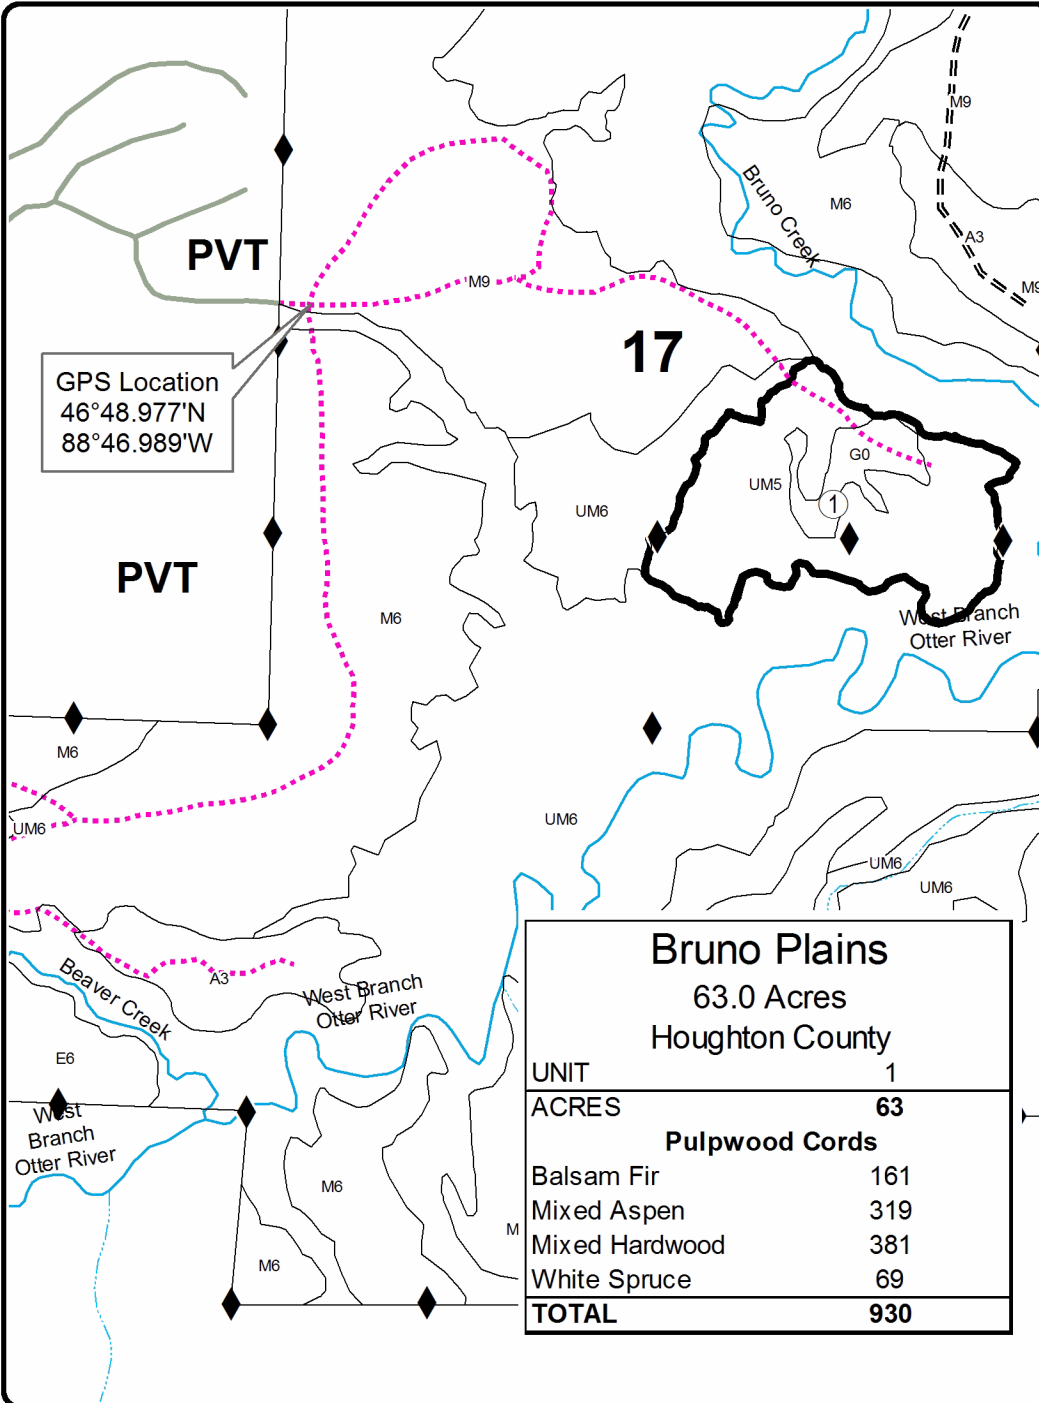 M9
Bruno Creek
M6
A3
M9
PVT
M9
17
GPS Location
46°48.977'N
88°46.989'W
G0
UM5
1
UM6
PVT
M6
West Branch
Otter River
M6
UM6
UM6
UM6
UM6
A3
Beaver Creek
West Branch
Otter River
E6
West
Branch
Otter River
M6
M
M6
Bruno Plains
63.0 Acres
Houghton County
UNIT 1
ACRES 63
Pulpwood Cords
Balsam Fir 161
Mixed Aspen 319
Mixed Hardwood 381
White Spruce 69
TOTAL 930